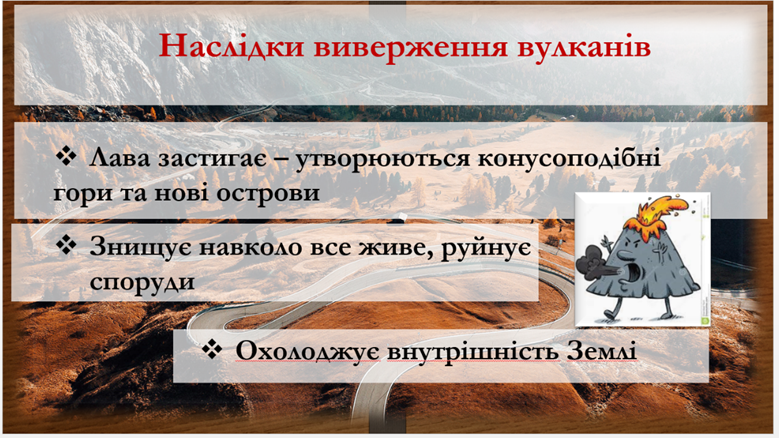 Наслідки виверження вулканів
❖ Лава застигає – утворюються конусоподібні
гори та нові острови
❖ Знищує навколо все живе, руйнує
споруди
❖ Охолоджує внутрішність Землі